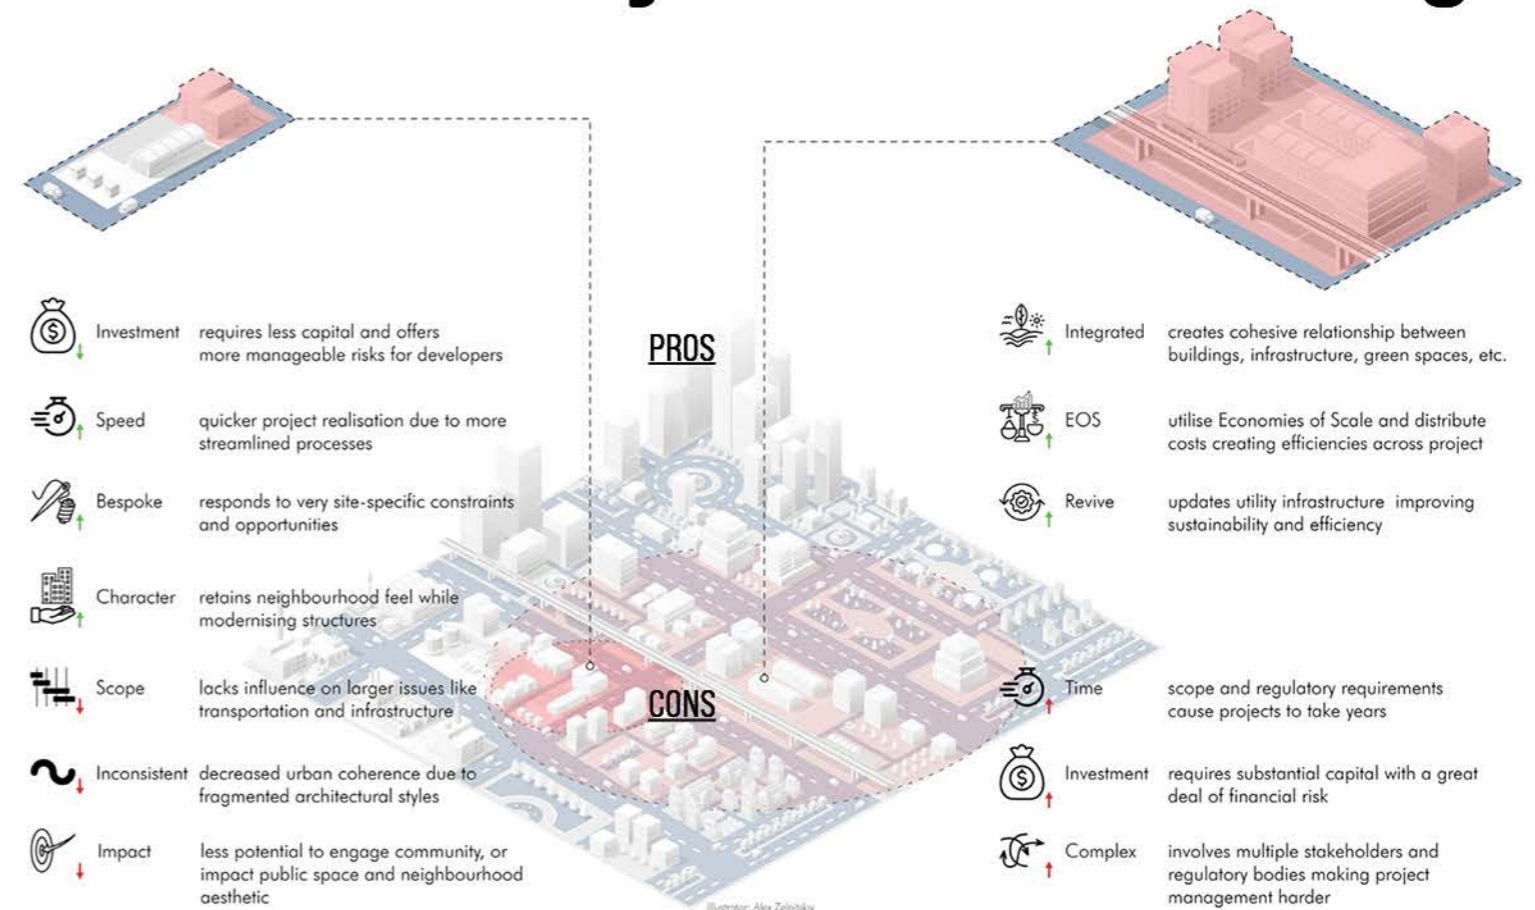 PROS
Investment
requires less capital and offers
more manageable risks for developers
Speed
quicker project realisation due to more
streamlined processes
Bespoke
responds to very site-specific constraints
and opportunities
Character
retains neighbourhood feel while
modernising structures
Integrated
creates cohesive relationship between
buildings, infrastructure, green spaces, etc.
EOS
utilise Economies of Scale and distribute
costs creating efficiencies across project
Revive
updates utility infrastructure improving
sustainability and efficiency
CONS
Scope
lacks influence on larger issues like
transportation and infrastructure
Inconsistent
decreased urban coherence due to
fragmented architectural styles
Impact
less potential to engage community, or
impact public space and neighbourhood
aesthetic
Time
scope and regulatory requirements
cause projects to take years
Investment
requires substantial capital with a great
deal of financial risk
Complex
involves multiple stakeholders and
regulatory bodies making project
management harder
Illustrator: Alex Zelnitskiy